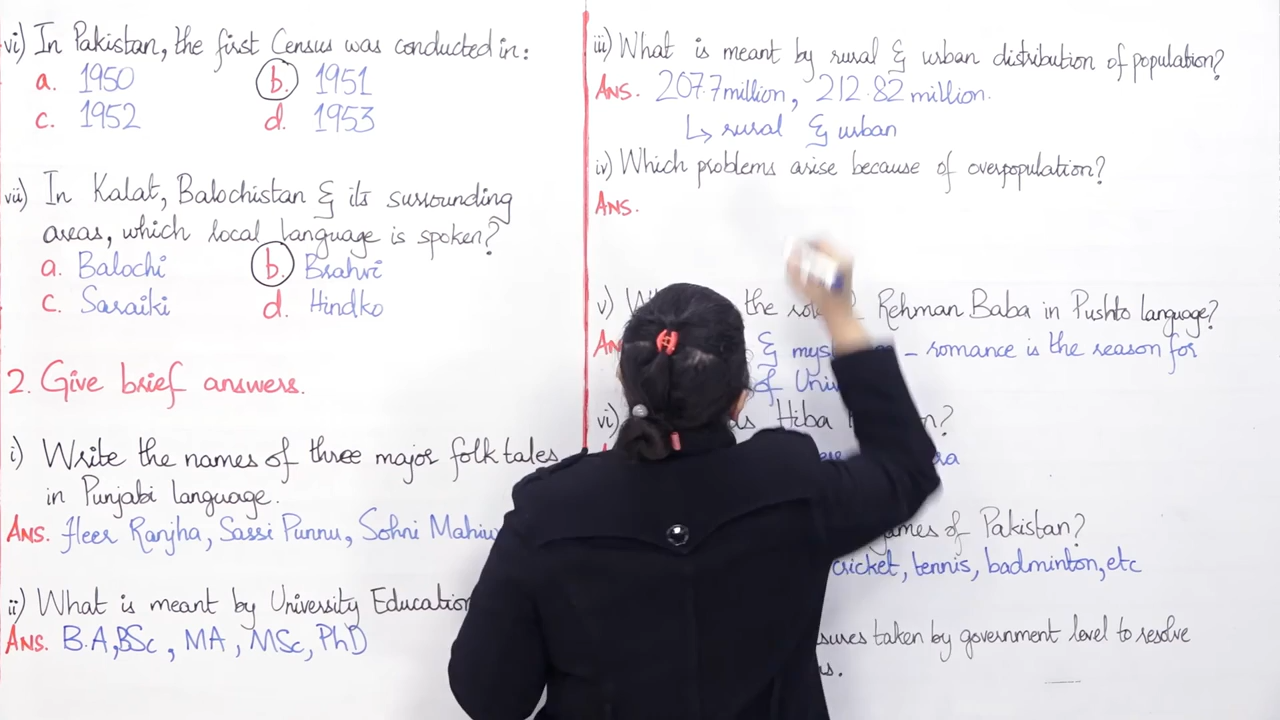 vi) In Pakistan, the first Census was conducted in:
a. 1950 b. 1951
c. 1952 d. 1953
vii) In Kalat, Balochistan & its surrounding
areas, which local language is spoken?
a. Balochi b. Brahvi
c. Saraiki d. Hindko
2. Give brief answers.
i) Write the names of three major folk tales
in Punjabi language.
Ans. Heer Ranjha, Sassi Punnu, Sohni
ii) What is meant by University Education
Ans. B.A, BSc, MA, MSc, PhD
iii) What is meant by rural & urban distribution of population?
Ans. 207.7 million, 212.82 million.
↳ rural & urban
iv) Which problems arise because of overpopulation?
Ans.
v) the Rehman Baba in Pushto language?
& romance is the reason for
of
vi) Hiba
games of Pakistan?
cricket, tennis, badminton, etc
taken by government level to resolve